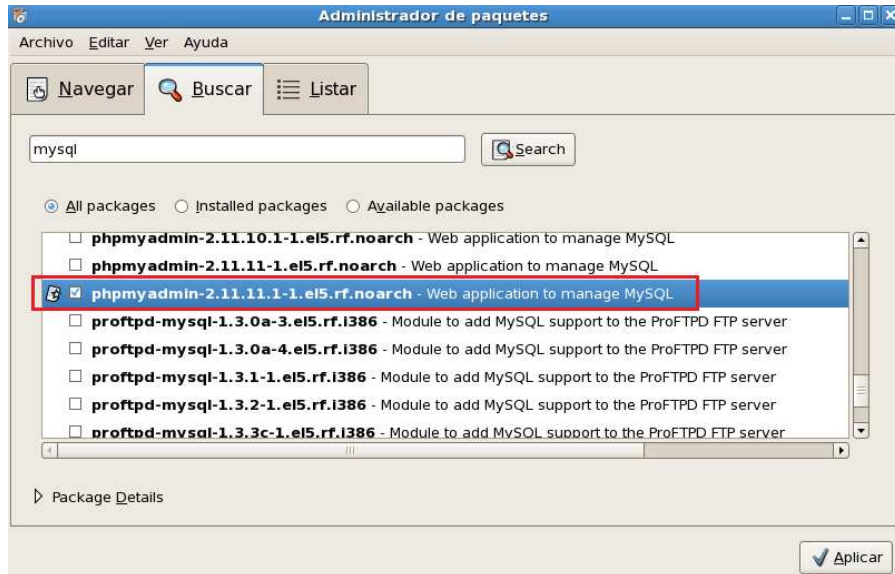 Administrador de paquetes
Archivo Editar Ver Ayuda
Navegar Buscar Listar
mysql Search
All packages Installed packages Available packages
phpmyadmin-2.11.10.1-1.el5.rf.noarch - Web application to manage MySQL
phpmyadmin-2.11.11-1.el5.rf.noarch - Web application to manage MySQL
phpmyadmin-2.11.11.1-1.el5.rf.noarch - Web application to manage MySQL
proftpd-mysql-1.3.0a-3.el5.rf.i386 - Module to add MySQL support to the ProFTPD FTP server
proftpd-mysql-1.3.0a-4.el5.rf.i386 - Module to add MySQL support to the ProFTPD FTP server
proftpd-mysql-1.3.1-1.el5.rf.i386 - Module to add MySQL support to the ProFTPD FTP server
proftpd-mysql-1.3.2-1.el5.rf.i386 - Module to add MySQL support to the ProFTPD FTP server
proftpd-mysql-1.3.3c-1.el5.rf.i386 - Module to add MySQL support to the ProFTPD FTP server
Package Details
Aplicar